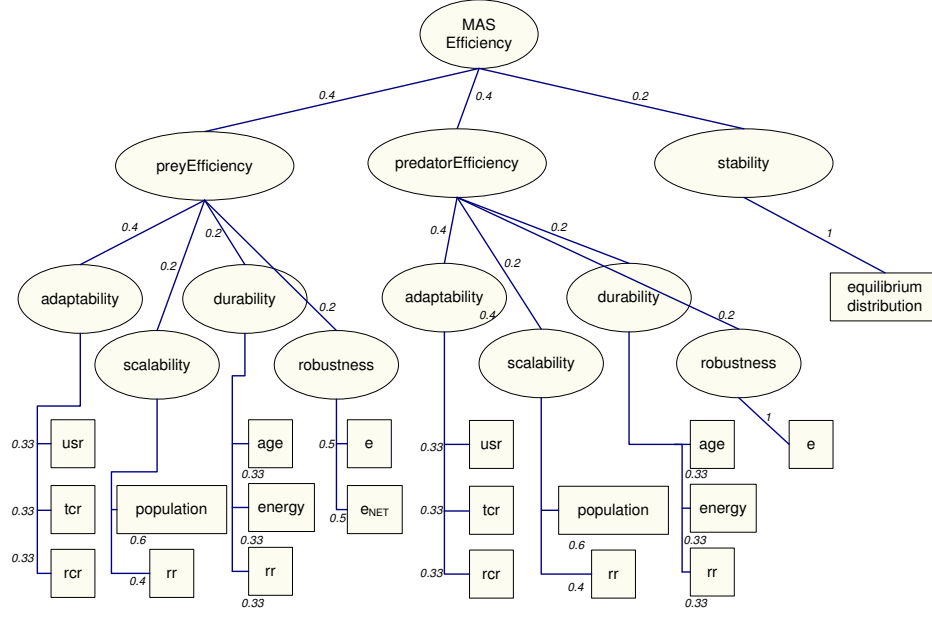 MAS
Efficiency
0.4
0.4
0.2
preyEfficiency
predatorEfficiency
stability
0.4
0.2
0.2
0.2
0.4
0.2
0.2
0.2
1
adaptability
durability
adaptability
0.4
durability
equilibrium
distribution
scalability
robustness
scalability
robustness
0.33
usr
age
0.33
0.5
e
0.33
usr
age
0.33
1
e
0.33
tcr
population
0.6
energy
0.33
0.5
eNET
0.33
tcr
population
0.6
energy
0.33
0.33
rcr
0.4
rr
rr
0.33
0.33
rcr
0.4
rr
rr
0.33